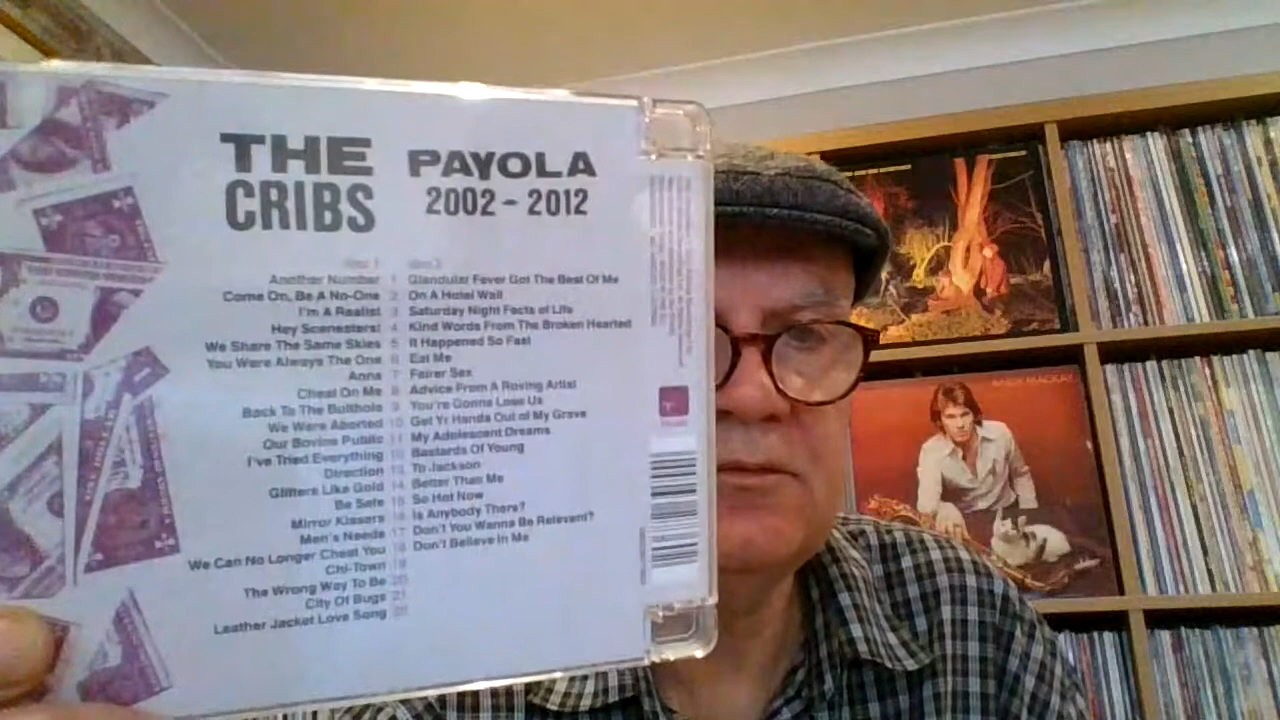 THE CRIBS
PAYOLA
2002 - 2012
disc 1
Another Number 1
Come On, Be A No-One 2
I'm A Realist 3
Hey Scenesters! 4
We Share The Same Skies 5
You Were Always The One 6
Anna 7
Cheat On Me 8
Back To The Bolthole 9
We Were Aborted 10
Our Bovine Public 11
I've Tried Everything 12
Direction 13
Glitters Like Gold 14
Be Safe 15
Mirror Kissers 16
Men's Needs 17
We Can No Longer Cheat You 18
Chi-Town 19
The Wrong Way To Be 20
City Of Bugs 21
Leather Jacket Love Song 22
disc 2
Glandular Fever Got The Best Of Me
On A Hotel Wall
Saturday Night Facts of Life
Kind Words From The Broken Hearted
It Happened So Fast
Eat Me
Fairer Sex
Advice From A Roving Artist
You're Gonna Lose Us
Get Yr Hands Out of My Grave
My Adolescent Dreams
Bastards Of Young
To Jackson
Better Than Me
So Hot Now
Is Anybody There?
Don't You Wanna Be Relevant?
Don't Believe In Me
ANDY MACKAY